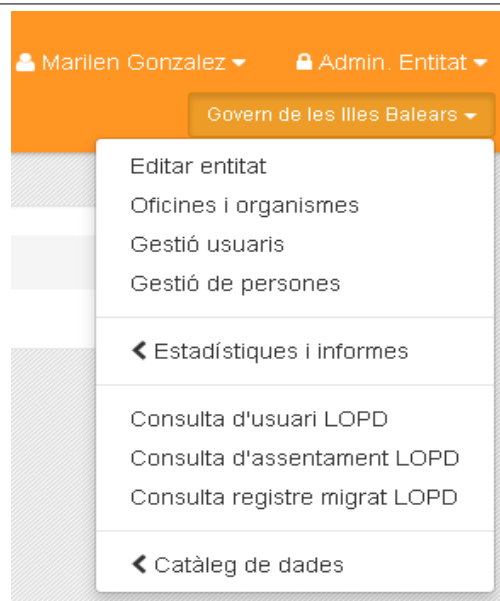 Marilen Gonzalez Admin. Entitat
Govern de les Illes Balears
Editar entitat
Oficines i organismes
Gestió usuaris
Gestió de persones
Estadístiques i informes
Consulta d'usuari LOPD
Consulta d'assentament LOPD
Consulta registre migrat LOPD
Catàleg de dades